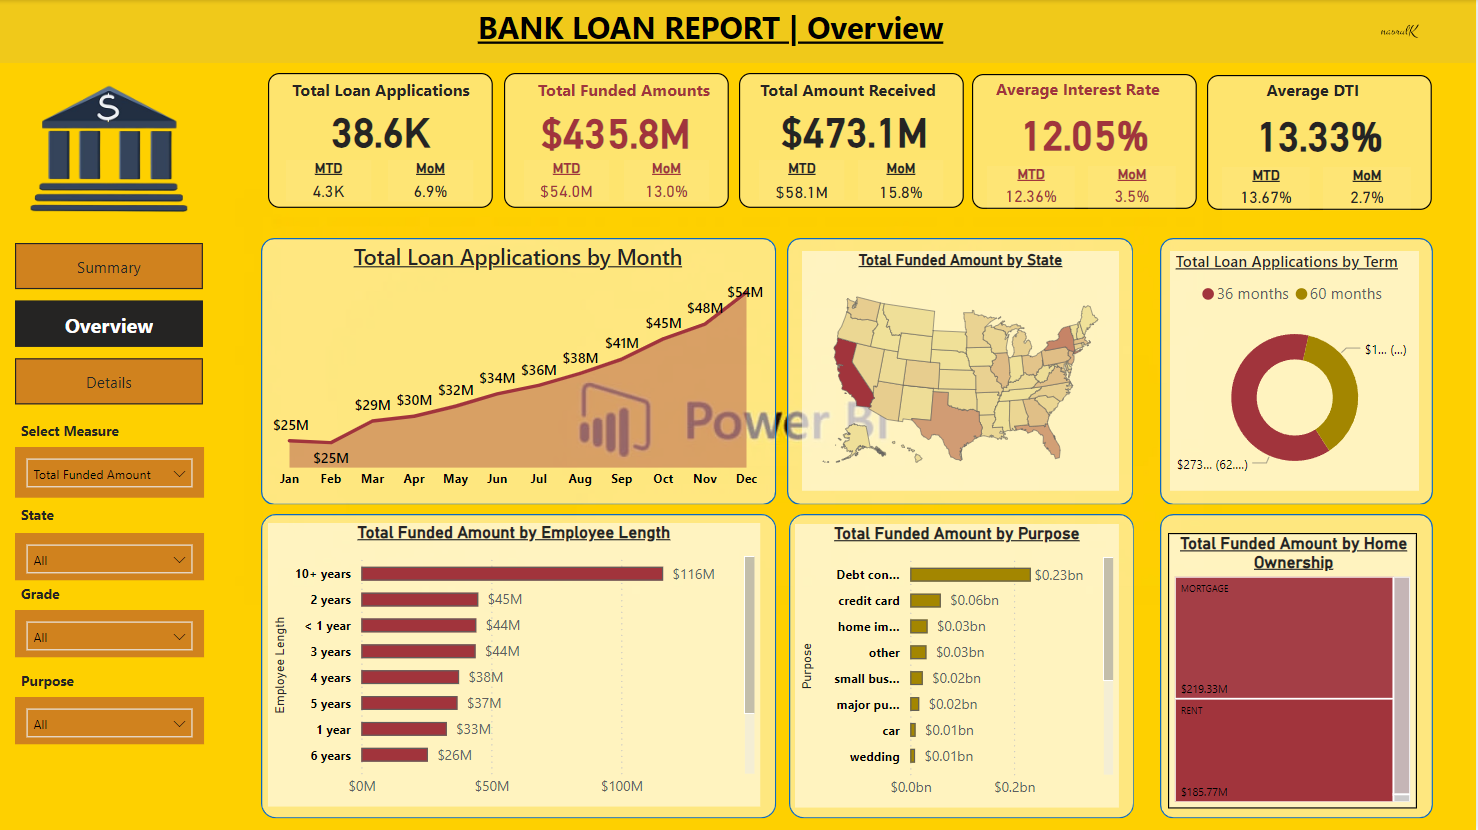 BANK LOAN REPORT | Overview
nasrulK
$
Total Loan Applications
38.6K
MTD MoM
4.3K 6.9%
Total Funded Amounts
$435.8M
MTD MoM
$54.0M 13.0%
Total Amount Received
$473.1M
MTD MoM
$58.1M 15.8%
Average Interest Rate
12.05%
MTD MoM
12.36% 3.5%
Average DTI
13.33%
MTD MoM
13.67% 2.7%
Summary
Overview
Details
Select Measure
Total Funded Amount
State
All
Grade
All
Purpose
All
Total Loan Applications by Month
$25M $25M $29M $30M $32M $34M $36M $38M $41M $45M $48M $54M
Jan Feb Mar Apr May Jun Jul Aug Sep Oct Nov Dec
Power BI
Total Funded Amount by State
Total Loan Applications by Term
36 months 60 months
$1... (...)
$273... (62....)
Total Funded Amount by Employee Length
Employee Length
10+ years $116M
2 years $45M
< 1 year $44M
3 years $44M
4 years $38M
5 years $37M
1 year $33M
6 years $26M
$0M $50M $100M
Total Funded Amount by Purpose
Purpose
Debt con... $0.23bn
credit card $0.06bn
home im... $0.03bn
other $0.03bn
small bus... $0.02bn
major pu... $0.02bn
car $0.01bn
wedding $0.01bn
$0.0bn $0.2bn
Total Funded Amount by Home
Ownership
MORTGAGE
$219.33M
RENT
$185.77M